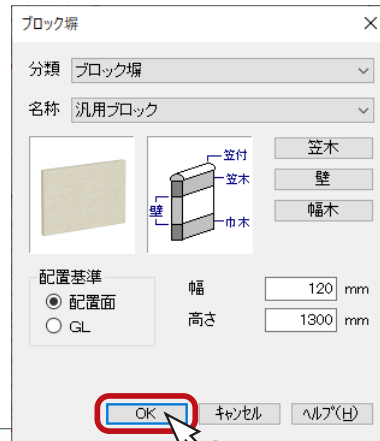 ブロック塀
分類 ブロック塀
名称 汎用ブロック
笠付
笠木
壁
巾木
笠木
壁
幅木
配置基準
配置面
GL
幅 120 mm
高さ 1300 mm
OK キャンセル ヘルプ(H)